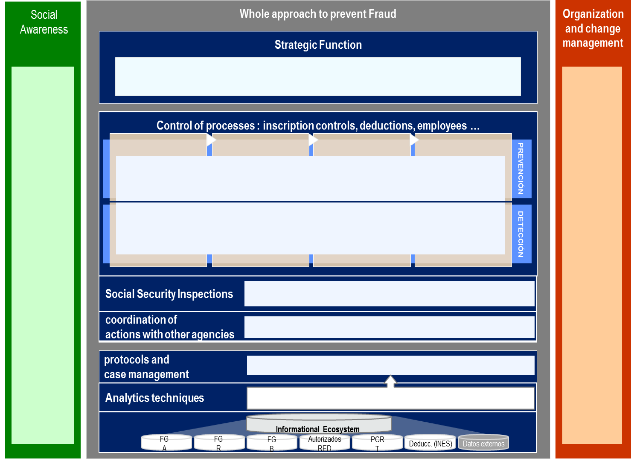 Social
Awareness
Whole approach to prevent Fraud
Organization
and change
management
Strategic Function
Control of processes : inscription controls, deductions, employees ...
PREVENCIÓN
DETECCIÓN
Social Security Inspections
coordination of
actions with other agencies
protocols and
case management
Analytics techniques
Informational Ecosystem
FG
A
FG
R
FG
B
Autorizados
RED
PCR
T
Deducc. (INES)
Datos externos